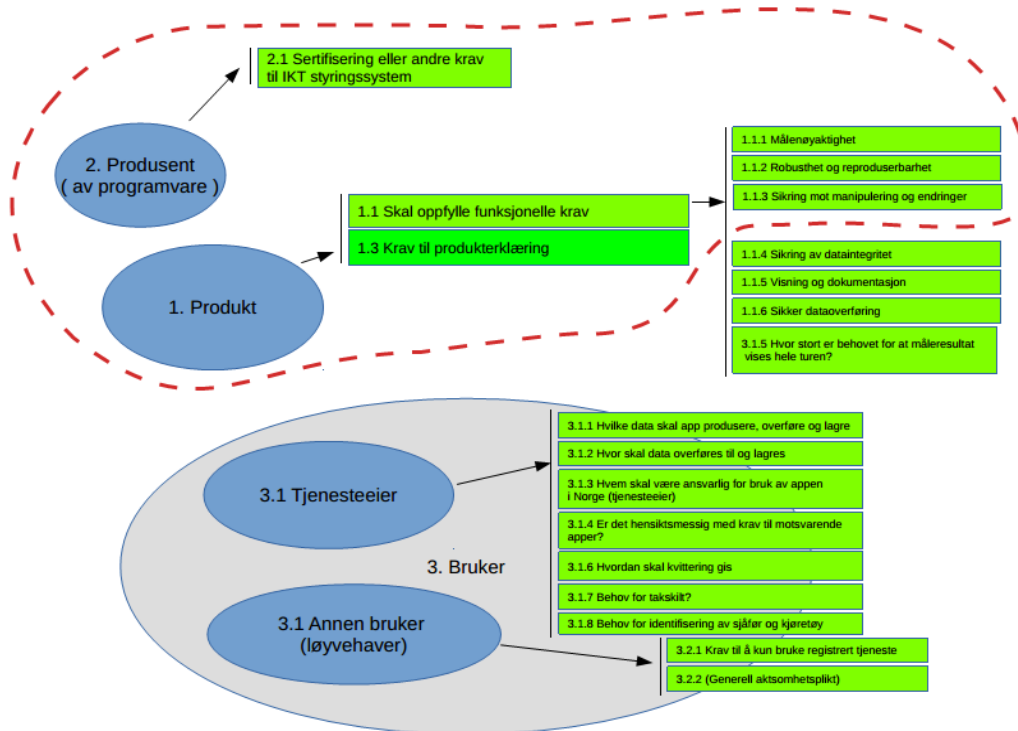 2.1 Sertifisering eller andre krav
til IKT styringssystem
2. Produsent
( av programvare )
1.1 Skal oppfylle funksjonelle krav
1.3 Krav til produkterklæring
1. Produkt
1.1.1 Målenøyaktighet
1.1.2 Robusthet og reproduserbarhet
1.1.3 Sikring mot manipulering og endringer
1.1.4 Sikring av dataintegritet
1.1.5 Visning og dokumentasjon
1.1.6 Sikker dataoverføring
3.1.5 Hvor stort er behovet for at måleresultat
vises hele turen?
3.1 Tjenesteeier
3. Bruker
3.1 Annen bruker
(løyvehaver)
3.1.1 Hvilke data skal app produsere, overføre og lagre
3.1.2 Hvor skal data overføres til og lagres
3.1.3 Hvem skal være ansvarlig for bruk av appen
i Norge (tjenesteeier)
3.1.4 Er det hensiktsmessig med krav til motsvarende
apper?
3.1.6 Hvordan skal kvittering gis
3.1.7 Behov for takskilt?
3.1.8 Behov for identifisering av sjåfør og kjøretøy
3.2.1 Krav til å kun bruke registrert tjeneste
3.2.2 (Generell aktsomhetsplikt)